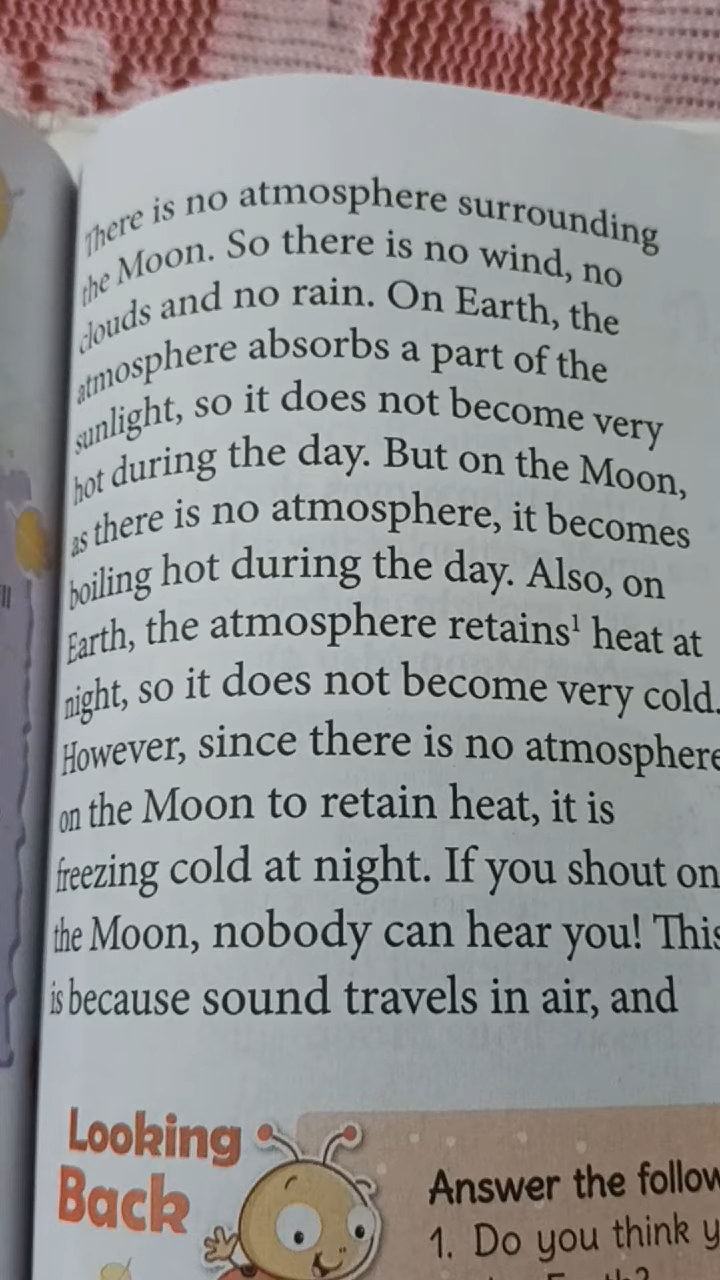 There is no atmosphere surrounding
the Moon. So there is no wind, no
clouds and no rain. On Earth, the
atmosphere absorbs a part of the
sunlight, so it does not become very
hot during the day. But on the Moon,
as there is no atmosphere, it becomes
boiling hot during the day. Also, on
Earth, the atmosphere retains¹ heat at
night, so it does not become very cold.
However, since there is no atmosphere
on the Moon to retain heat, it is
freezing cold at night. If you shout on
the Moon, nobody can hear you! This
is because sound travels in air, and
Looking
Back
Answer the follow
1. Do you think y